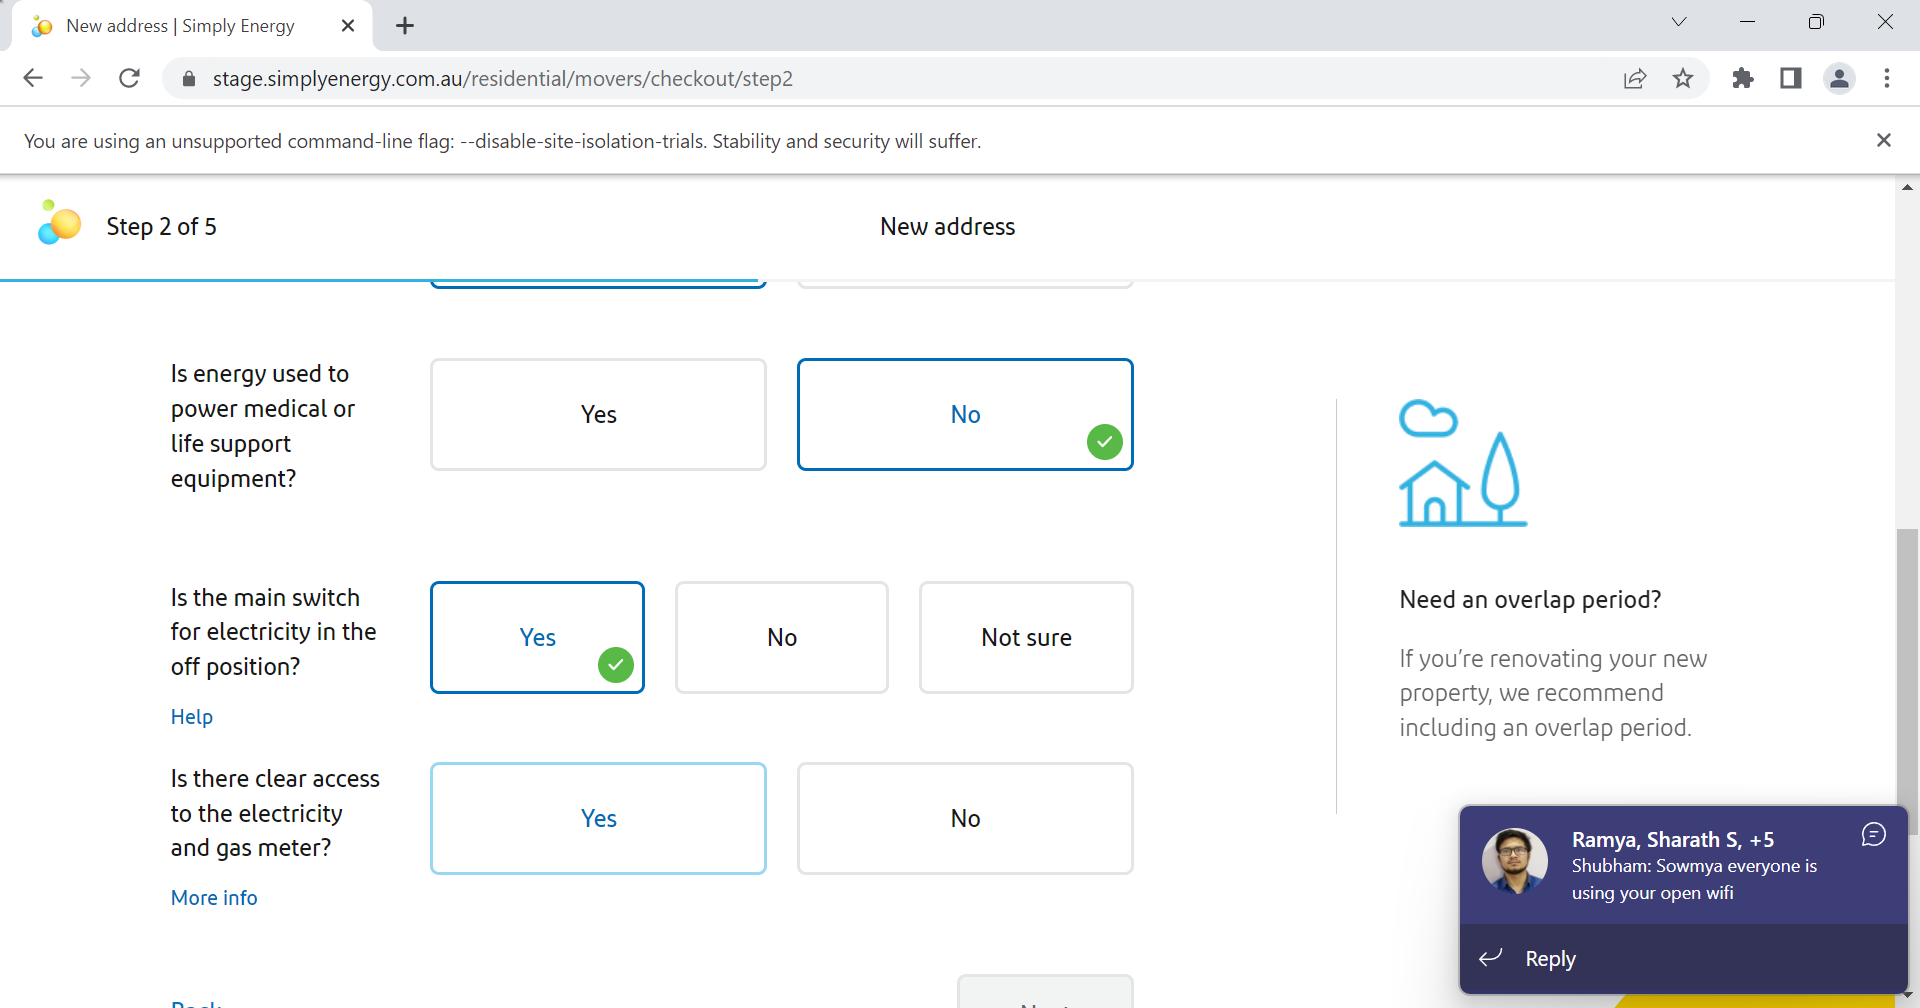 New address | Simply Energy
stage.simplyenergy.com.au/residential/movers/checkout/step2
You are using an unsupported command-line flag: --disable-site-isolation-trials. Stability and security will suffer.
Step 2 of 5
New address
Is energy used to
power medical or
life support
equipment?
Yes
No
Is the main switch
for electricity in the
off position?
Help
Yes
No
Not sure
Is there clear access
to the electricity
and gas meter?
More info
Yes
No
Need an overlap period?
If you’re renovating your new
property, we recommend
including an overlap period.
Ramya, Sharath S, +5
Shubham: Sowmya everyone is
using your open wifi
Reply